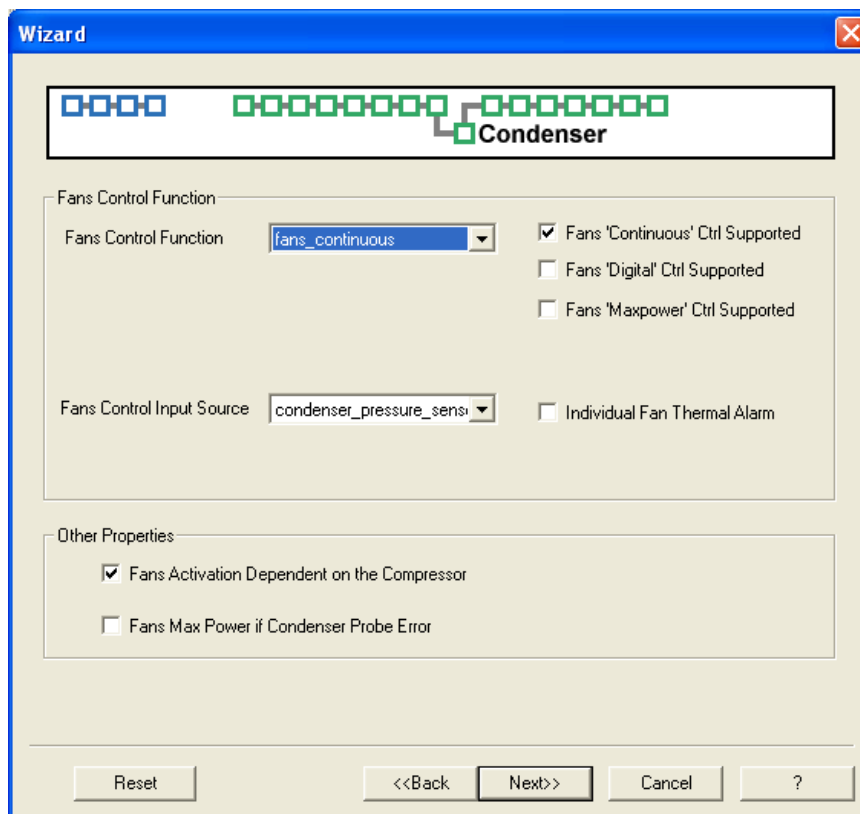 Wizard
Condenser
Fans Control Function
Fans Control Function
fans_continuous
Fans 'Continuous' Ctrl Supported
Fans 'Digital' Ctrl Supported
Fans 'Maxpower' Ctrl Supported
Fans Control Input Source
condenser_pressure_sens
Individual Fan Thermal Alarm
Other Properties
Fans Activation Dependent on the Compressor
Fans Max Power if Condenser Probe Error
Reset
<<Back
Next>>
Cancel
?